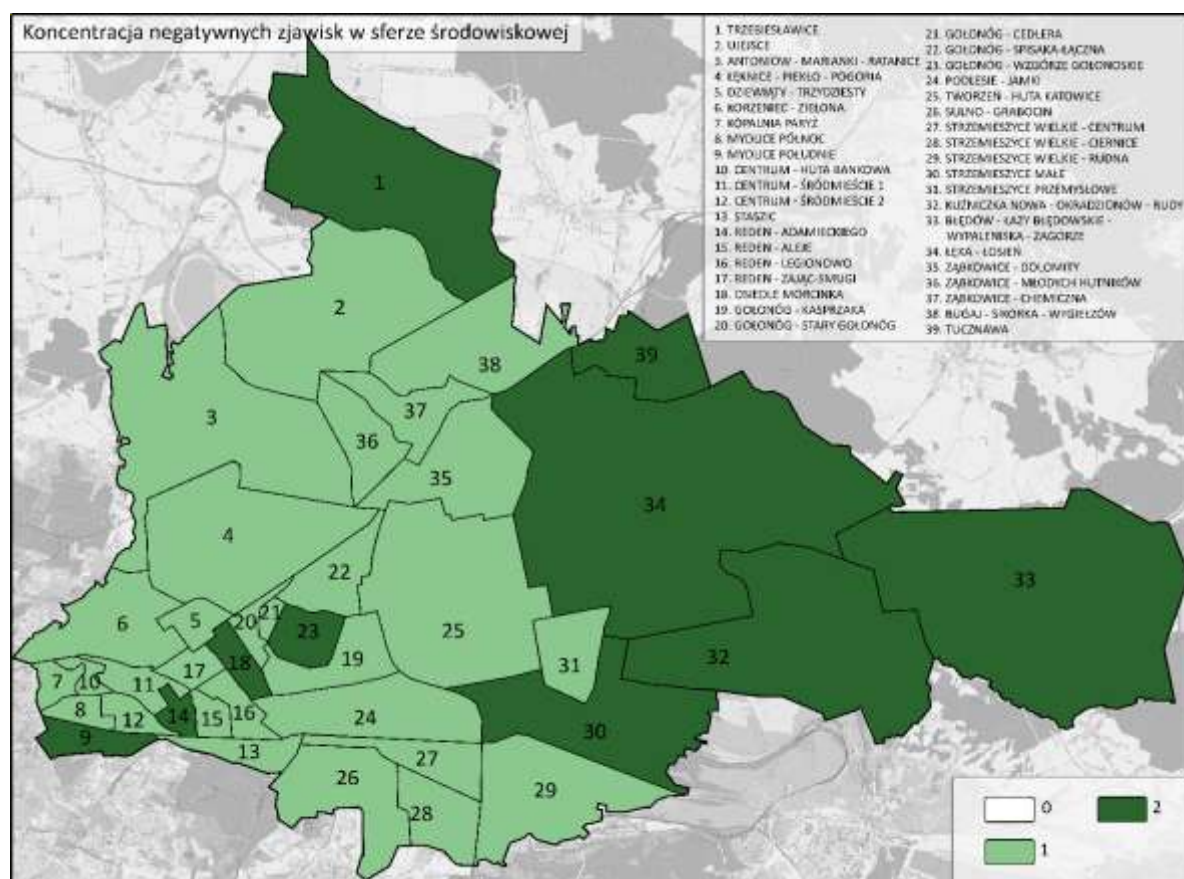 Koncentracja negatywnych zjawisk w sferze środowiskowej
1. TRZEBIESŁAWICE
2. UJEJSCE
3. ANTONIÓW - MARIANKI - RATANICE
4. ŁĘKNICE - PIEKŁO - POGORIA
5. DZIEWIĄTY - TRZYDZIESTY
6. KORZENIEC - ZIELONA
7. KOPALNIA PARYŻ
8. MYDLICE PÓŁNOC
9. MYDLICE POŁUDNIE
10. CENTRUM - HUTA BANKOWA
11. CENTRUM - ŚRÓDMIEŚCIE 1
12. CENTRUM - ŚRÓDMIEŚCIE 2
13. STASZIC
14. REDEN - ADAMIECKIEGO
15. REDEN - ALEJE
16. REDEN - LEGIONOWO
17. REDEN - ZAJĄC-SMUGI
18. OSIEDLE MORCINKA
19. GOŁONÓG - KASPRZAKA
20. GOŁONÓG - STARY GOŁONÓG
21. GOŁONÓG - CEDLERA
22. GOŁONÓG - SPISAKA-ŁĄCZNA
23. GOŁONÓG - WZGÓRZE GOŁONOSKIE
24. PODLESIE - JAMKI
25. TWORZEŃ - HUTA KATOWICE
26. SULNO - GRABOCIN
27. STRZEMIESZYCE WIELKIE - CENTRUM
28. STRZEMIESZYCE WIELKIE - CIERNICE
29. STRZEMIESZYCE WIELKIE - RUDNA
30. STRZEMIESZYCE MAŁE
31. STRZEMIESZYCE PRZEMYSŁOWE
32. KUŹNICZKA NOWA - OKRADZIONÓW - RUDY
33. BŁĘDÓW - ŁAZY BŁĘDOWSKIE -
WYPALENISKA - ZAGÓRZE
34. ŁĘKA - ŁOSIEŃ
35. ZĄBKOWICE - DOLOMITY
36. ZĄBKOWICE - MŁODYCH HUTNIKÓW
37. ZĄBKOWICE - CHEMICZNA
38. BUGAJ - SIKORKA - WYGIEŁZÓW
39. TUCZNAWA
1
2
38
39
37
3
36
35
34
4
22
33
6
5
20
21
23
25
19
31
32
18
17
7
10
11
8
12
14
15
16
24
30
9
13
27
26
29
28
0
2
1